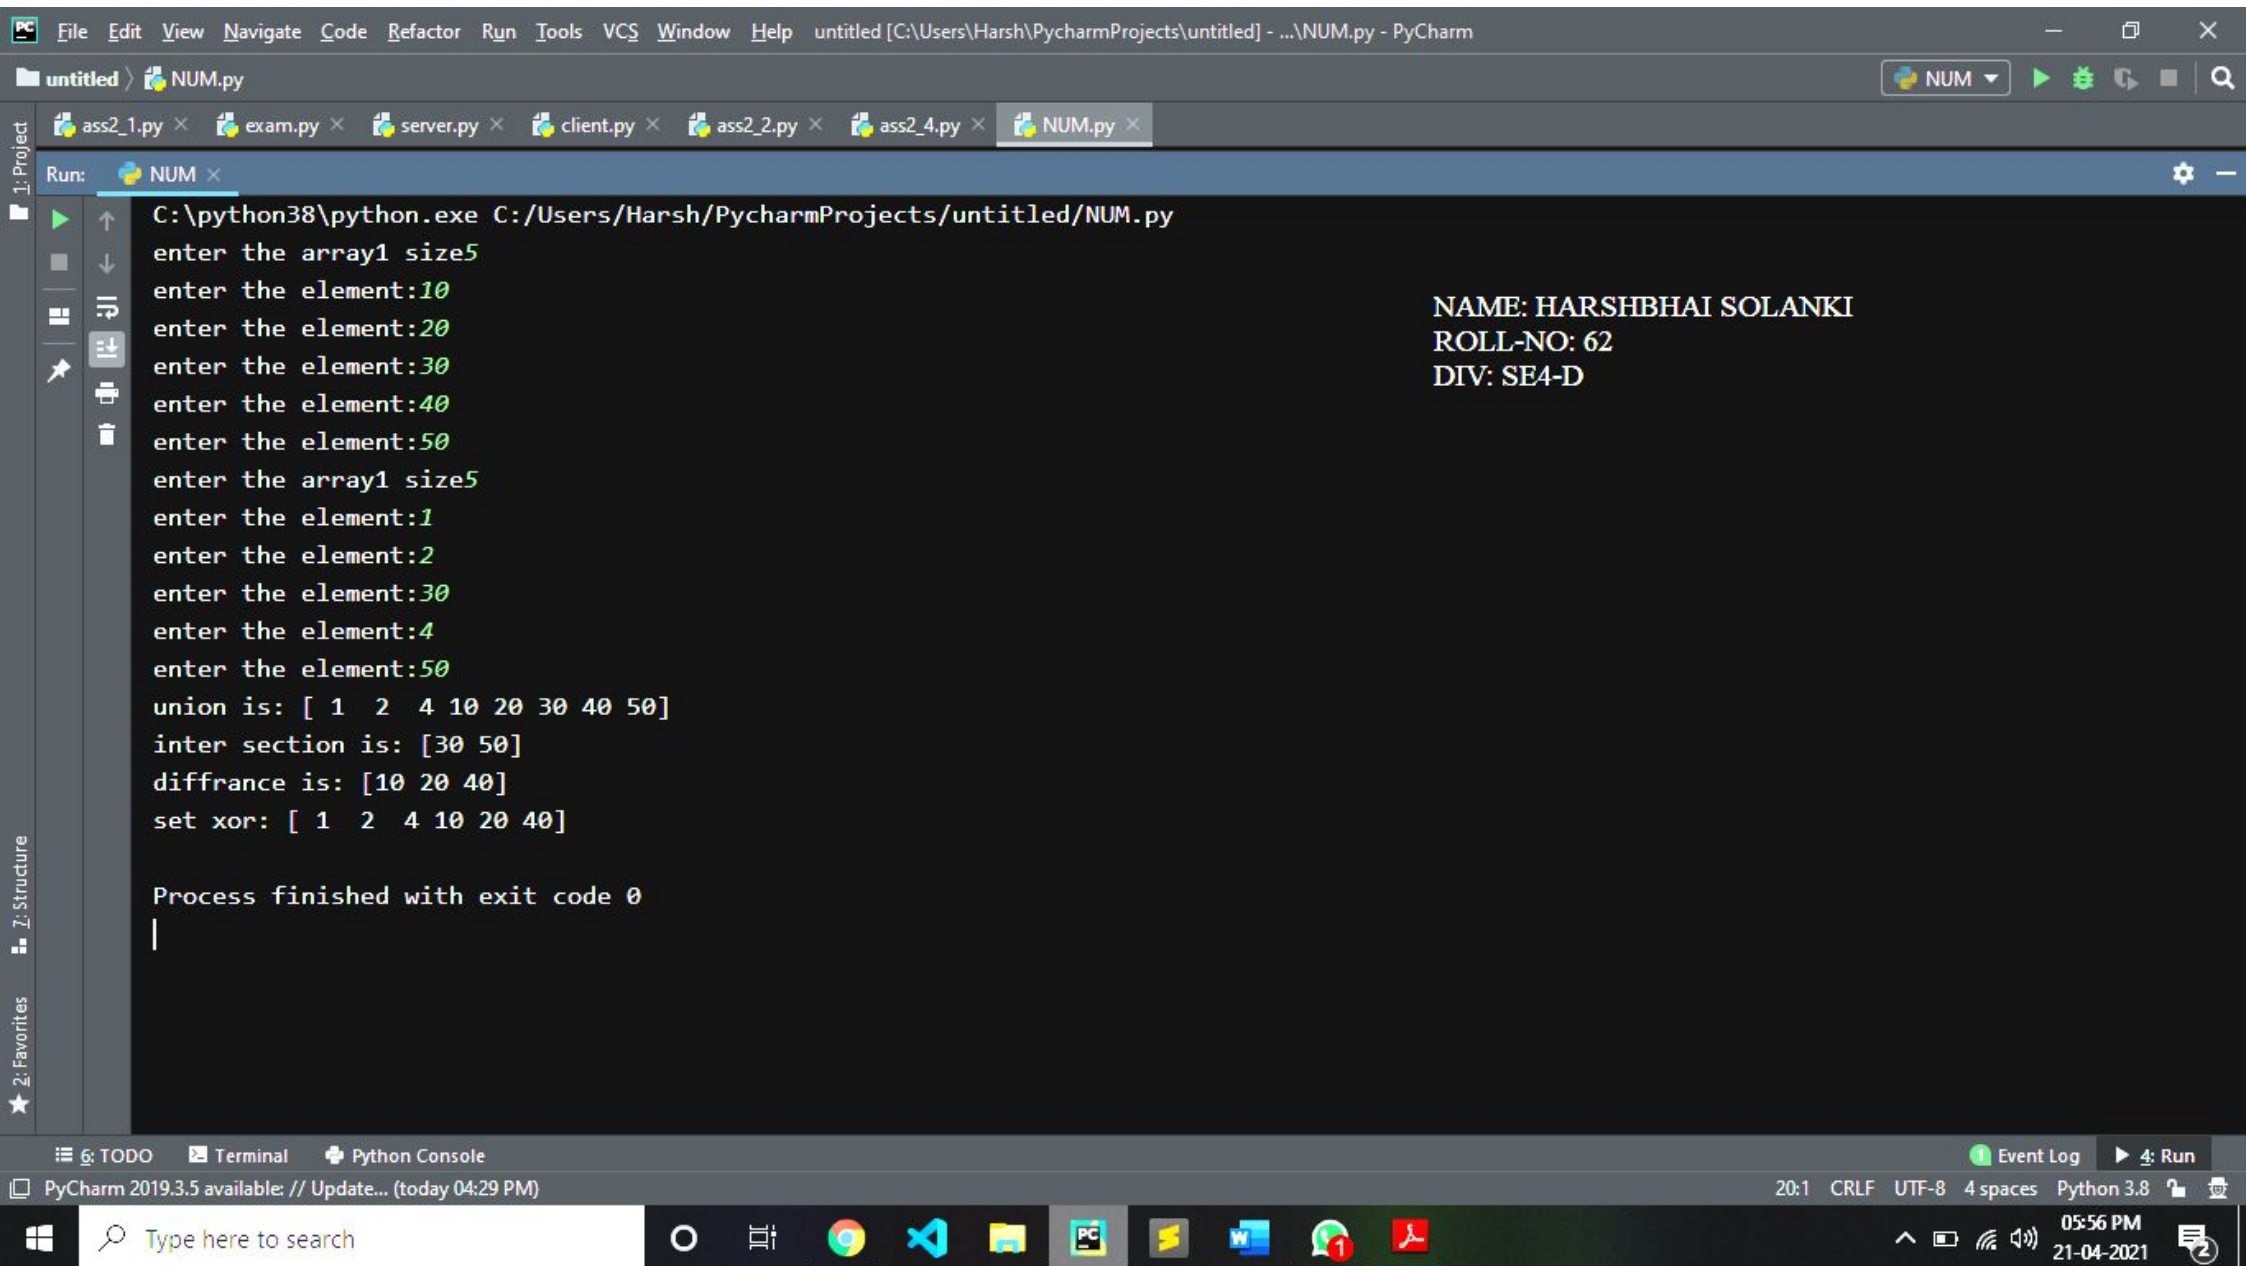 PC File Edit View Navigate Code Refactor Run Tools VCS Window Help untitled [C:\Users\Harsh\PycharmProjects\untitled] - ...\NUM.py - PyCharm
untitled NUM.py NUM
ass2_1.py exam.py server.py client.py ass2_2.py ass2_4.py NUM.py
1: Project
Run: NUM
C:\python38\python.exe C:/Users/Harsh/PycharmProjects/untitled/NUM.py
enter the array1 size5
enter the element:10
enter the element:20
enter the element:30
enter the element:40
enter the element:50
enter the array1 size5
enter the element:1
enter the element:2
enter the element:30
enter the element:4
enter the element:50
union is: [ 1  2  4 10 20 30 40 50]
inter section is: [30 50]
diffrance is: [10 20 40]
set xor: [ 1  2  4 10 20 40]
Process finished with exit code 0
NAME: HARSHBHAI SOLANKI
ROLL-NO: 62
DIV: SE4-D
7: Structure
2: Favorites
6: TODO Terminal Python Console 1 Event Log 4: Run
PyCharm 2019.3.5 available: // Update... (today 04:29 PM) 20:1 CRLF UTF-8 4 spaces Python 3.8
Type here to search PC W 1 05:56 PM
21-04-2021 2